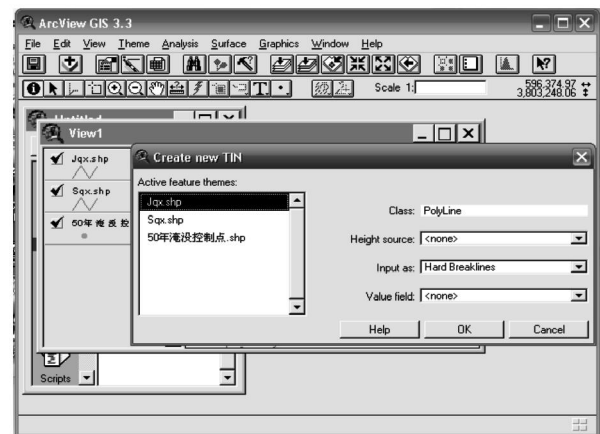 ArcView GIS 3.3
File Edit View Theme Analysis Surface Graphics Window Help
Scale 1:
596,374.97
3,803,248.06
Untitled
View1
Jqx.shp
Sqx.shp
50年淹没控
Create new TIN
Active feature themes:
Jqx.shp
Sqx.shp
50年淹没控制点.shp
Class: PolyLine
Height source: <none>
Input as: Hard Breaklines
Value field: <none>
Help OK Cancel
Scripts